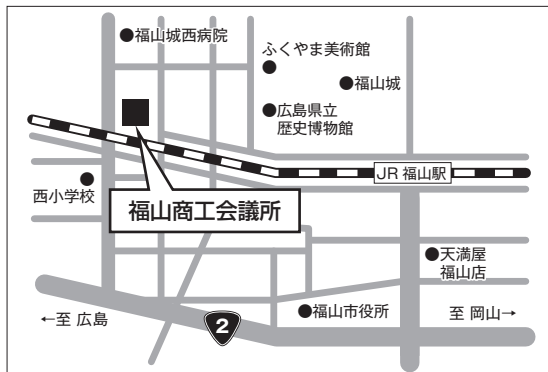 福山城西病院
ふくやま美術館
福山城
広島県立
歴史博物館
JR 福山駅
西小学校
福山商工会議所
天満屋
福山店
福山市役所
←至 広島
2
至 岡山→